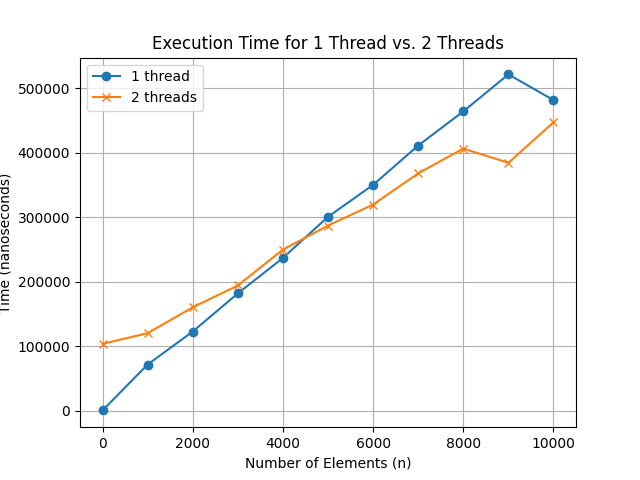 Execution Time for 1 Thread vs. 2 Threads
1 thread
2 threads
Time (nanoseconds)
500000
400000
300000
200000
100000
0
0 2000 4000 6000 8000 10000
Number of Elements (n)